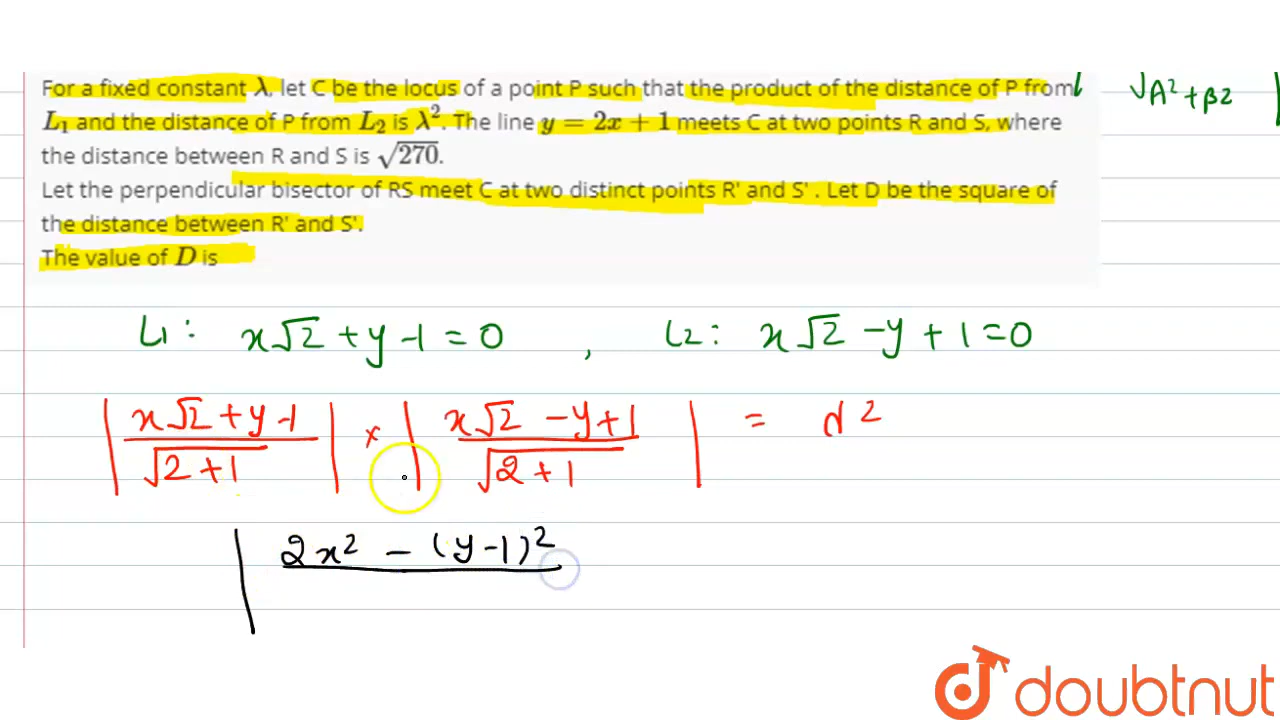 For a fixed constant λ, let C be the locus of a point P such that the product of the distance of P from
L₁ and the distance of P from L₂ is λ². The line y = 2x + 1 meets C at two points R and S, where
the distance between R and S is √270.
Let the perpendicular bisector of RS meet C at two distinct points R' and S' . Let D be the square of
the distance between R' and S'.
The value of D is
√A² + B²
L1 : x√2 + y - 1 = 0 , L2 : x√2 - y + 1 = 0
| x√2 + y - 1 / √2 + 1 | × | x√2 - y + 1 / √2 + 1 | = λ²
| 2x² - (y - 1)²
doubtnut